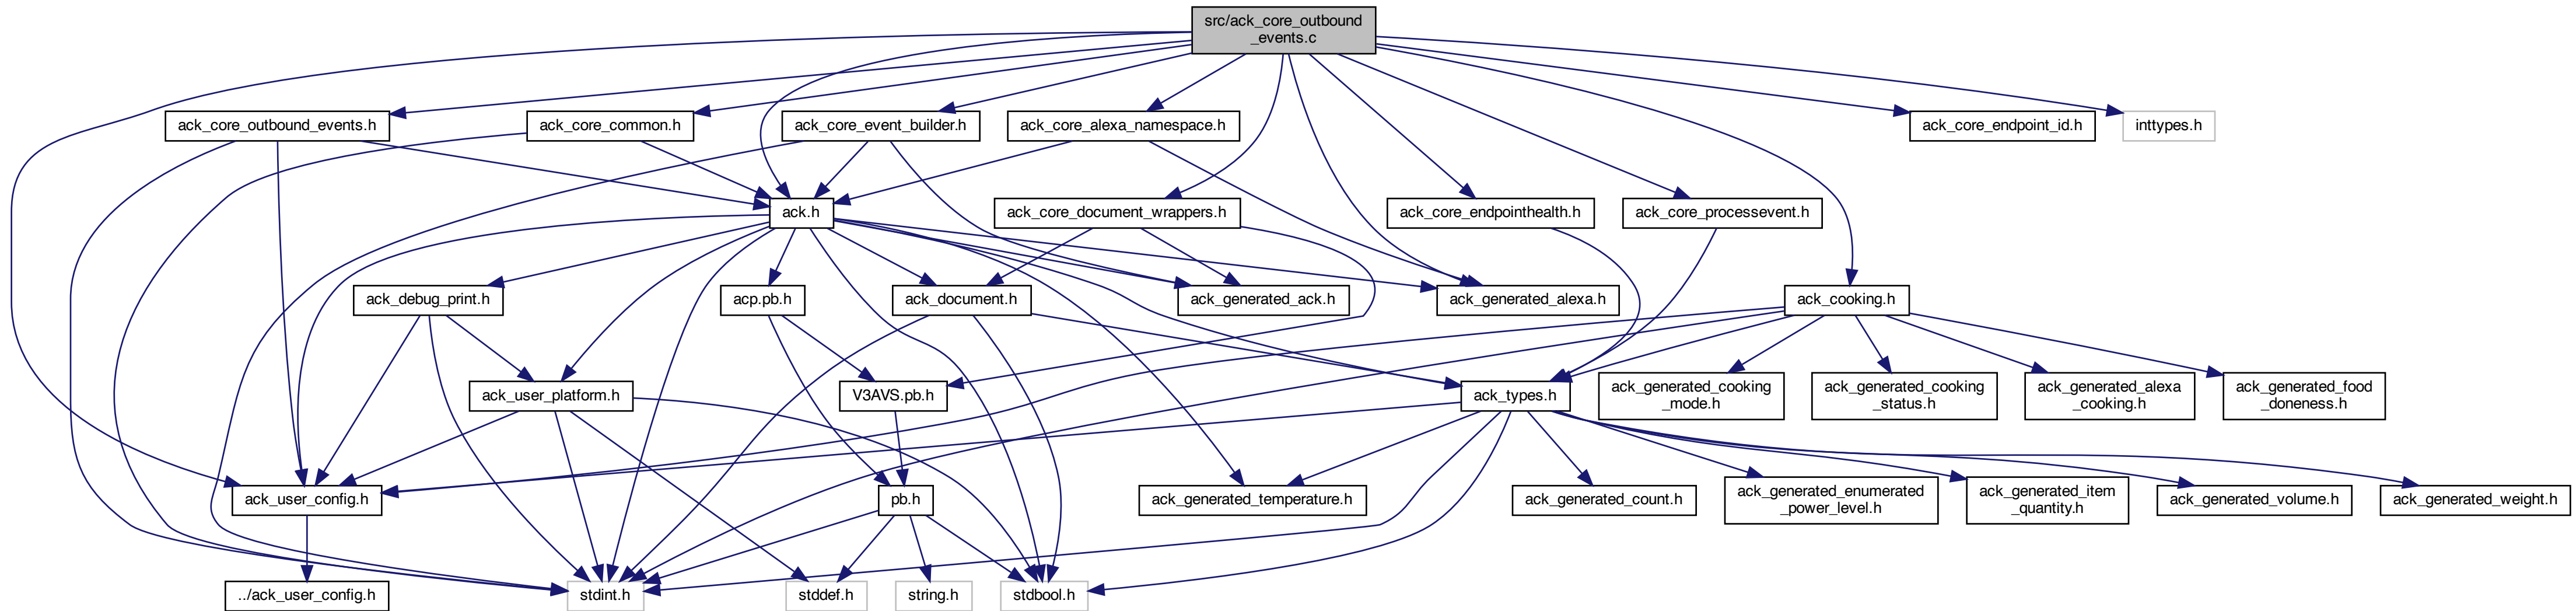 src/ack_core_outbound
_events.c
ack_core_outbound_events.h
ack_core_common.h
ack_core_event_builder.h
ack_core_alexa_namespace.h
ack_core_endpoint_id.h
inttypes.h
ack.h
ack_core_document_wrappers.h
ack_core_endpointhealth.h
ack_core_processevent.h
ack_debug_print.h
acp.pb.h
ack_document.h
ack_generated_ack.h
ack_generated_alexa.h
ack_cooking.h
ack_user_platform.h
V3AVS.pb.h
ack_types.h
ack_generated_cooking
_mode.h
ack_generated_cooking
_status.h
ack_generated_alexa
_cooking.h
ack_generated_food
_doneness.h
ack_user_config.h
pb.h
ack_generated_temperature.h
ack_generated_count.h
ack_generated_enumerated
_power_level.h
ack_generated_item
_quantity.h
ack_generated_volume.h
ack_generated_weight.h
../ack_user_config.h
stdint.h
stddef.h
string.h
stdbool.h